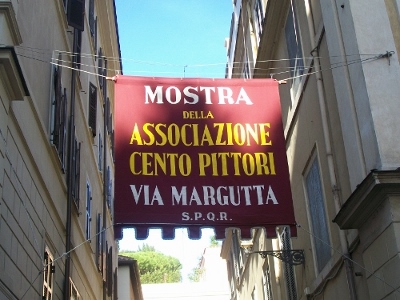 MOSTRA
DELLA
ASSOCIAZIONE
CENTO PITTORI
VIA MARGUTTA
S.P.Q.R.